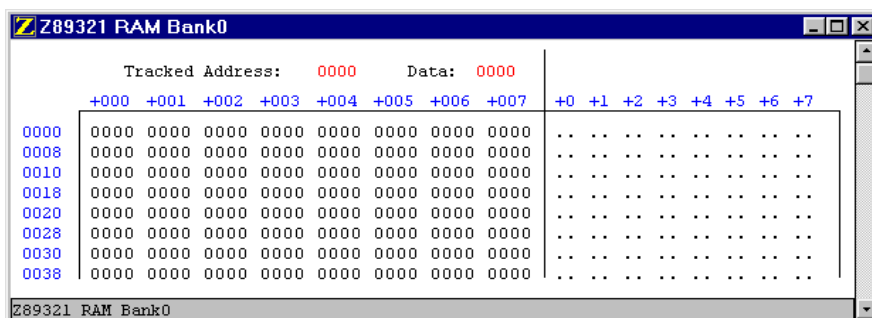 Z89321 RAM Bank0
Tracked Address: 0000 Data: 0000
+000 +001 +002 +003 +004 +005 +006 +007 +0 +1 +2 +3 +4 +5 +6 +7
0000 0000 0000 0000 0000 0000 0000 0000 0000 .. .. .. .. .. .. .. ..
0008 0000 0000 0000 0000 0000 0000 0000 0000 .. .. .. .. .. .. .. ..
0010 0000 0000 0000 0000 0000 0000 0000 0000 .. .. .. .. .. .. .. ..
0018 0000 0000 0000 0000 0000 0000 0000 0000 .. .. .. .. .. .. .. ..
0020 0000 0000 0000 0000 0000 0000 0000 0000 .. .. .. .. .. .. .. ..
0028 0000 0000 0000 0000 0000 0000 0000 0000 .. .. .. .. .. .. .. ..
0030 0000 0000 0000 0000 0000 0000 0000 0000 .. .. .. .. .. .. .. ..
0038 0000 0000 0000 0000 0000 0000 0000 0000 .. .. .. .. .. .. .. ..
Z89321 RAM Bank0